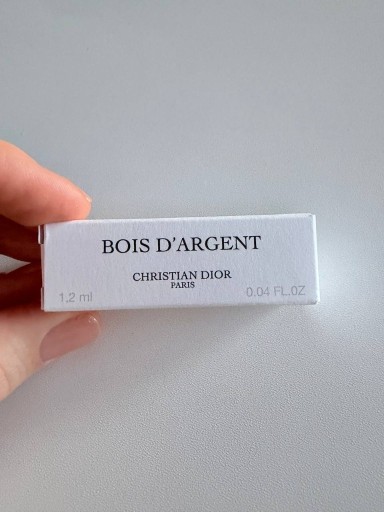 BOIS D'ARGENT
CHRISTIAN DIOR
PARIS
1,2 ml 0.04 FL.OZ